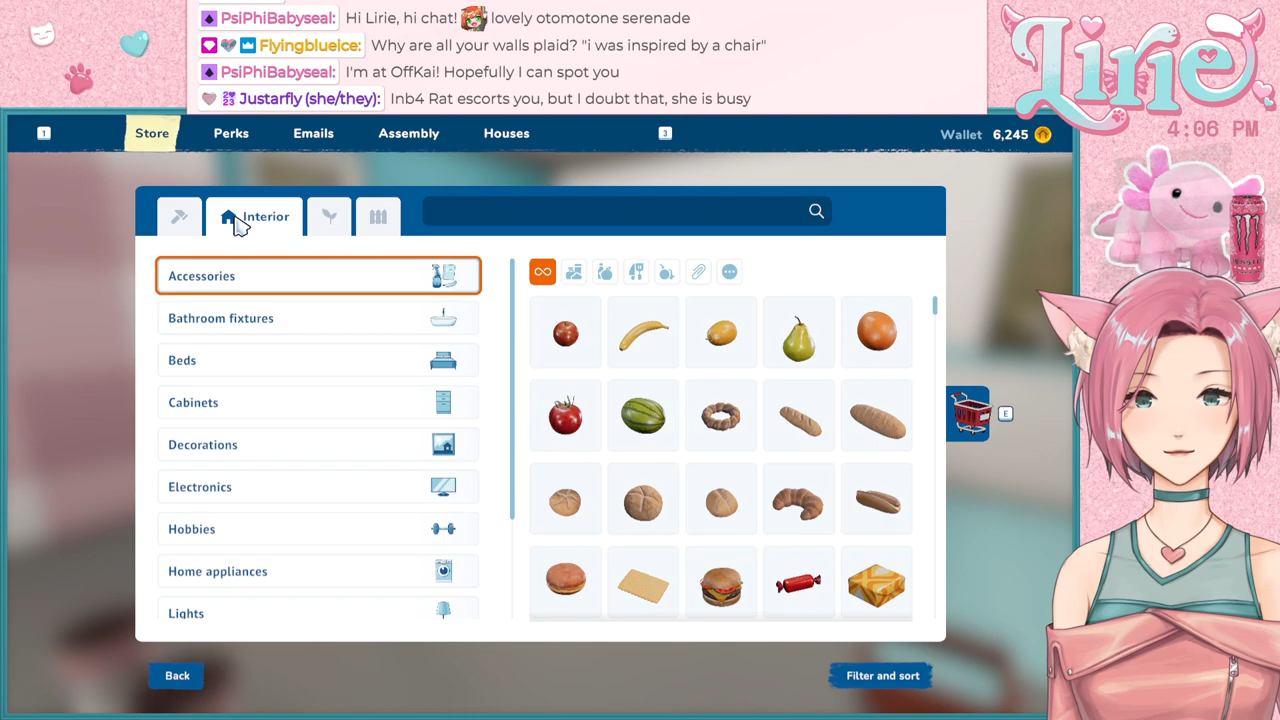 PsiPhiBabyseal: Hi Lirie, hi chat! lovely otomotone serenade
Flyingblueice: Why are all your walls plaid? "i was inspired by a chair"
PsiPhiBabyseal: I'm at OffKai! Hopefully I can spot you
Justarfly (she/they): Inb4 Rat escorts you, but I doubt that, she is busy
Lirie
4:06 PM
1 Store Perks Emails Assembly Houses 3 Wallet 6,245
Interior
Accessories
Bathroom fixtures
Beds
Cabinets
E
Decorations
Electronics
Hobbies
Home appliances
Lights
Back
Filter and sort